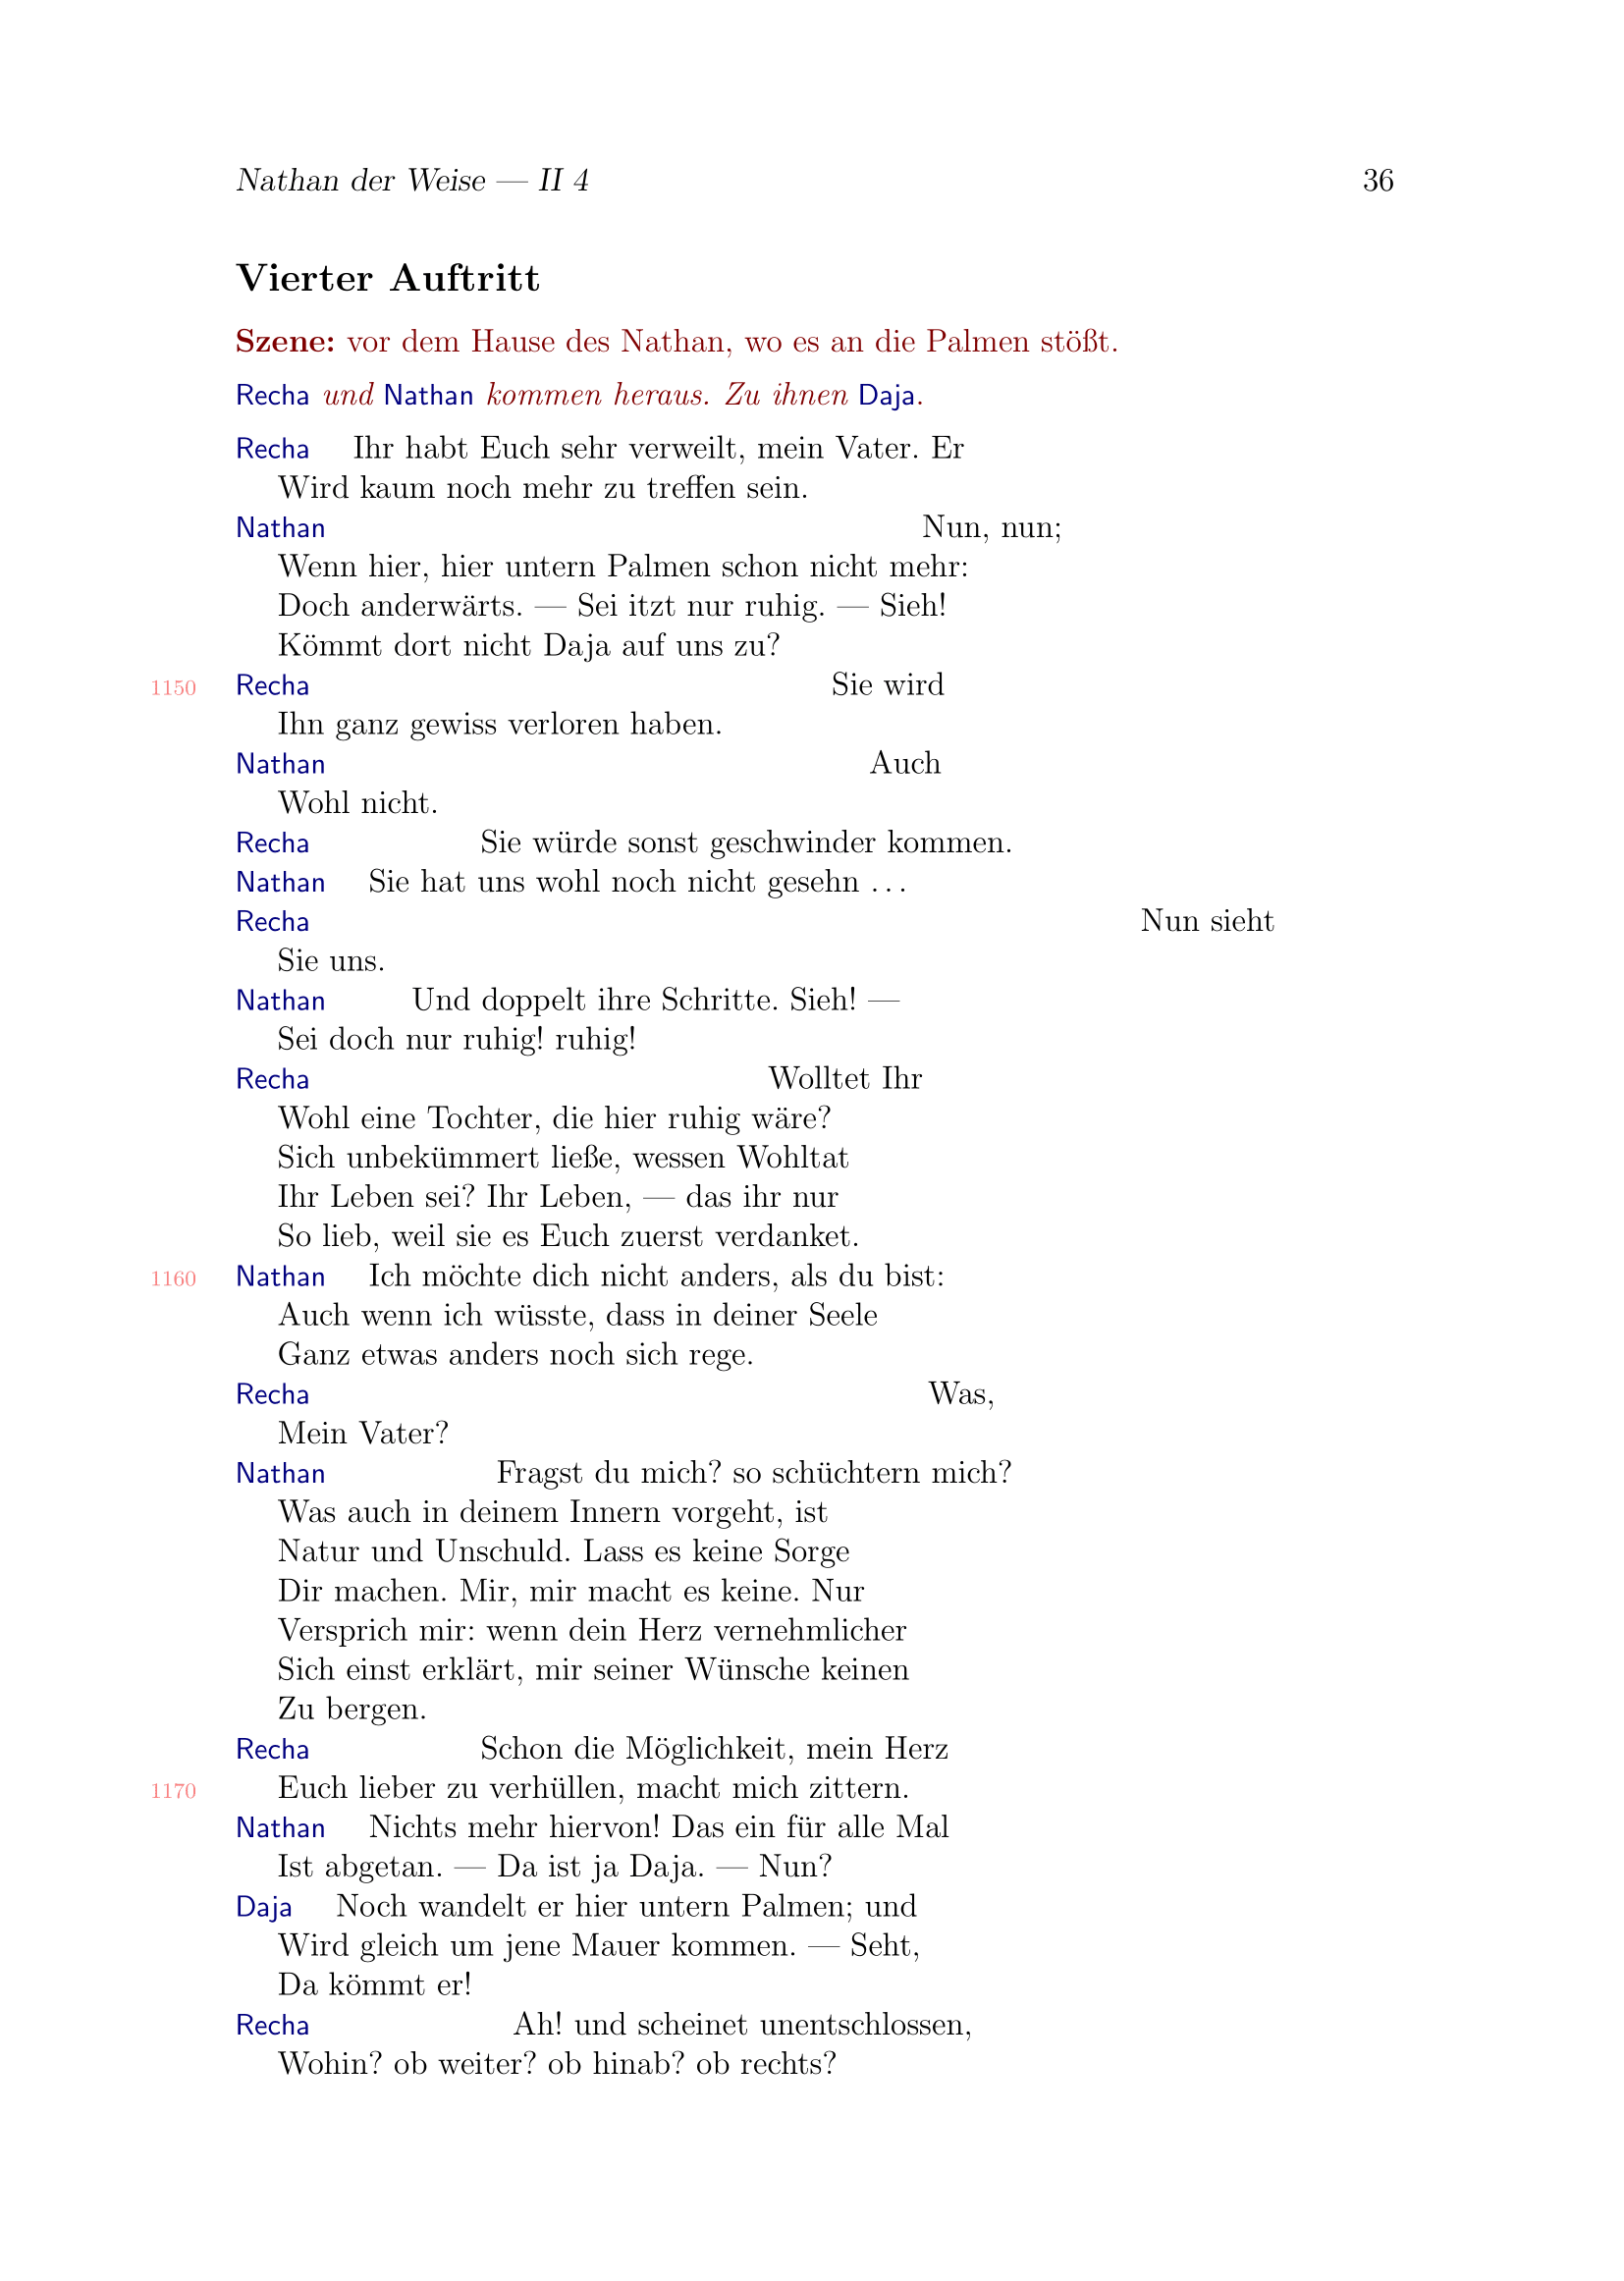 Nathan der Weise — II 4 36
Vierter Auftritt
Szene: vor dem Hause des Nathan, wo es an die Palmen stößt.
Recha und Nathan kommen heraus. Zu ihnen Daja.
Recha Ihr habt Euch sehr verweilt, mein Vater. Er
Wird kaum noch mehr zu treffen sein.
Nathan Nun, nun;
Wenn hier, hier untern Palmen schon nicht mehr:
Doch anderwärts. — Sei itzt nur ruhig. — Sieh!
Kömmt dort nicht Daja auf uns zu?
1150 Recha Sie wird
Ihn ganz gewiss verloren haben.
Nathan Auch
Wohl nicht.
Recha Sie würde sonst geschwinder kommen.
Nathan Sie hat uns wohl noch nicht gesehn …
Recha Nun sieht
Sie uns.
Nathan Und doppelt ihre Schritte. Sieh! —
Sei doch nur ruhig! ruhig!
Recha Wolltet Ihr
Wohl eine Tochter, die hier ruhig wäre?
Sich unbekümmert ließe, wessen Wohltat
Ihr Leben sei? Ihr Leben, — das ihr nur
So lieb, weil sie es Euch zuerst verdanket.
1160 Nathan Ich möchte dich nicht anders, als du bist:
Auch wenn ich wüsste, dass in deiner Seele
Ganz etwas anders noch sich rege.
Recha Was,
Mein Vater?
Nathan Fragst du mich? so schüchtern mich?
Was auch in deinem Innern vorgeht, ist
Natur und Unschuld. Lass es keine Sorge
Dir machen. Mir, mir macht es keine. Nur
Versprich mir: wenn dein Herz vernehmlicher
Sich einst erklärt, mir seiner Wünsche keinen
Zu bergen.
Recha Schon die Möglichkeit, mein Herz
1170 Euch lieber zu verhüllen, macht mich zittern.
Nathan Nichts mehr hiervon! Das ein für alle Mal
Ist abgetan. — Da ist ja Daja. — Nun?
Daja Noch wandelt er hier untern Palmen; und
Wird gleich um jene Mauer kommen. — Seht,
Da kömmt er!
Recha Ah! und scheinet unentschlossen,
Wohin? ob weiter? ob hinab? ob rechts?